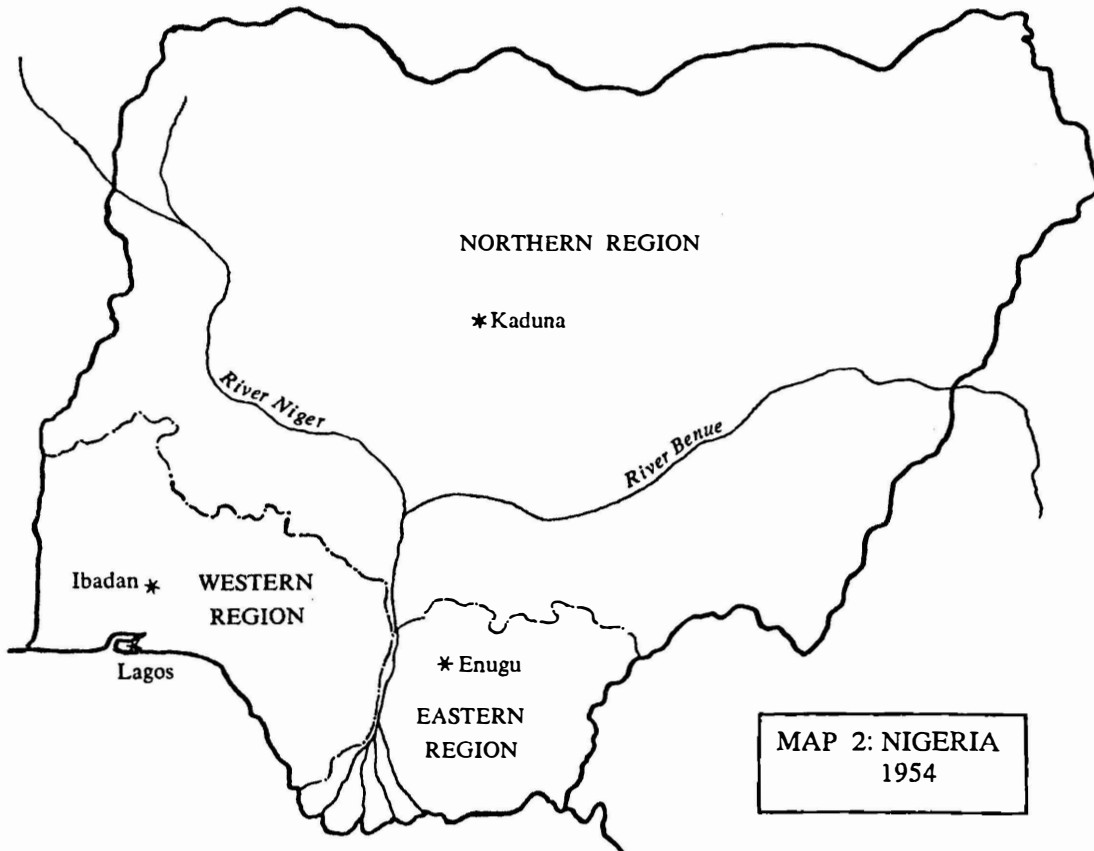 NORTHERN REGION
*Kaduna
River Niger
River Benue
Ibadan *
WESTERN
REGION
Lagos
* Enugu
EASTERN
REGION
MAP 2: NIGERIA
1954